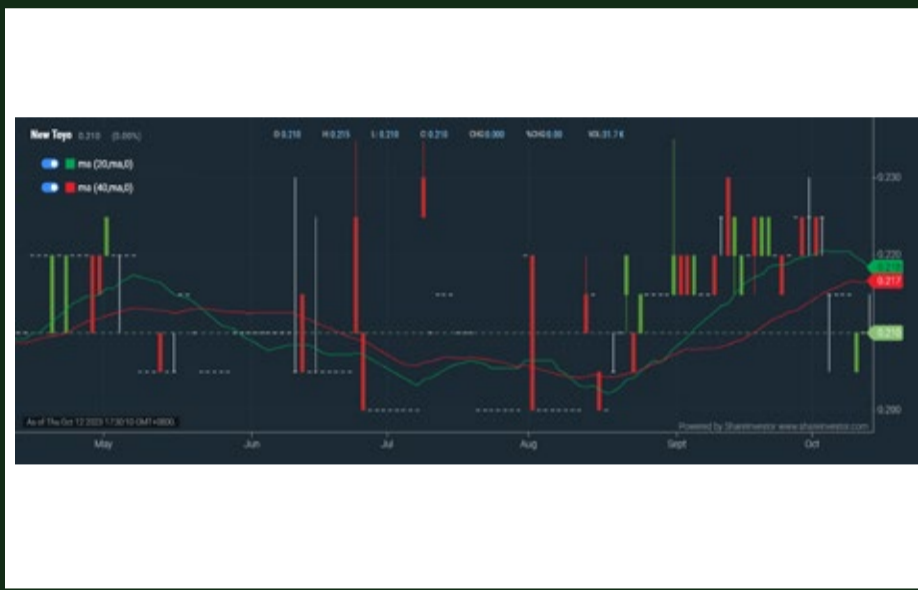 New Toyo 0.210 (0.00%) O:0.210 H:0.215 L:0.210 C:0.210 CHG:0.000 %CHG:0.00 VOL:31.7 K
ma (20,ma,0)
ma (40,ma,0)
0.230
0.220
0.217
0.210
0.200
As of Thu Oct 12 2023 17:30:10 GMT+0800
Powered by ShareInvestor www.shareinvestor.com
May Jun Jul Aug Sept Oct